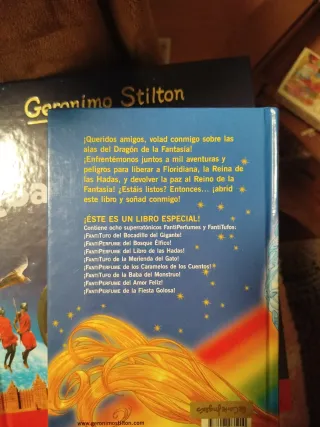 Geronimo Stilton
¡Queridos amigos, volad conmigo sobre las
alas del Dragón de la Fantasía!
¡Enfrentémonos juntos a mil aventuras y
peligros para liberar a Floridiana, la Reina de
las Hadas, y devolver la paz al Reino de la
Fantasía! ¿Estáis listos? Entonces... ¡abrid
este libro y soñad conmigo!
¡ESTE ES UN LIBRO ESPECIAL!
Contiene ocho superratónicos FantiPerfumes y FantiTufos:
¡FantiTufo del Bocadillo del Gigante!
¡FantiPerfume del Bosque Élfico!
¡FantiPerfume del Libro de las Hadas!
¡FantiTufo de la Merienda del Gato!
¡FantiPerfume de los Caramelos de los Cuentos!
¡FantiTufo de la Baba del Monstruo!
¡FantiPerfume del Amor Feliz!
¡FantiPerfume de la Fiesta Golosa!
www.geronimostilton.com